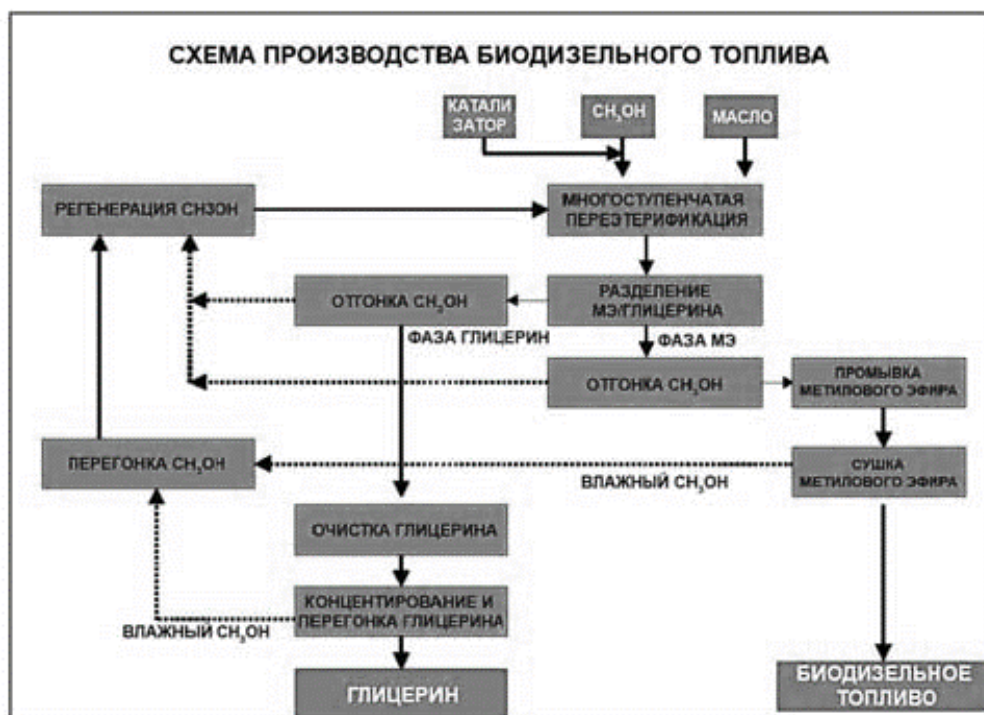 СХЕМА ПРОИЗВОДСТВА БИОДИЗЕЛЬНОГО ТОПЛИВА
КАТАЛИ
ЗАТОР
CH₃OH
МАСЛО
РЕГЕНЕРАЦИЯ CH3OH
МНОГОСТУПЕНЧАТАЯ
ПЕРЕЭТЕРИФИКАЦИЯ
ОТГОНКА CH₃OH
РАЗДЕЛЕНИЕ
МЭ/ГЛИЦЕРИНА
ФАЗА ГЛИЦЕРИН
ФАЗА МЭ
ОТГОНКА CH₃OH
ПРОМЫВКА
МЕТИЛОВОГО ЭФИРА
ПЕРЕГОНКА CH₃OH
ВЛАЖНЫЙ CH₃OH
СУШКА
МЕТИЛОВОГО ЭФИРА
ОЧИСТКА ГЛИЦЕРИНА
КОНЦЕНТИРОВАНИЕ И
ПЕРЕГОНКА ГЛИЦЕРИНА
ВЛАЖНЫЙ CH₃OH
ГЛИЦЕРИН
БИОДИЗЕЛЬНОЕ
ТОПЛИВО